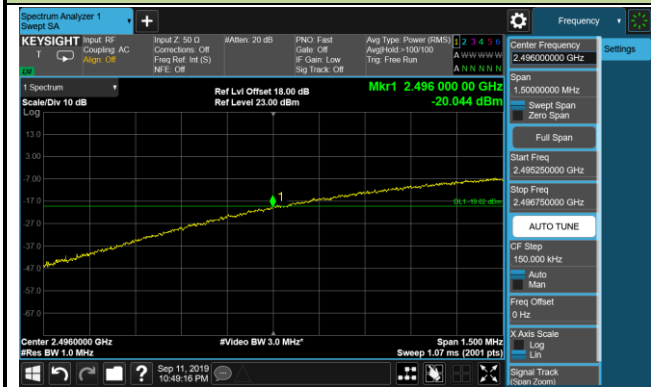 Spectrum Analyzer 1
Swept SA
+
Frequency
KEYSIGHT
Input: RF
Coupling: AC
Align: Off
Input Z: 50 Ω
Corrections: Off
Freq Ref: Int (S)
NFE: Off
#Atten: 20 dB
PNO: Fast
Gate: Off
IF Gain: Low
Sig Track: Off
Avg Type: Power (RMS)
Avg|Hold:>100/100
Trig: Free Run
1 2 3 4 5 6
A W W W W W
A N N N N N
T
LXI
1 Spectrum
Scale/Div 10 dB
Log
Ref Lvl Offset 18.00 dB
Ref Level 23.00 dBm
Mkr1 2.496 000 00 GHz
-20.044 dBm
13.0
3.00
-7.00
-17.0
-27.0
-37.0
-47.0
-57.0
-67.0
1
DL1 -19.02 dBm
Center 2.4960000 GHz
#Res BW 1.0 MHz
#Video BW 3.0 MHz*
Span 1.500 MHz
Sweep 1.07 ms (2001 pts)
Sep 11, 2019
10:49:16 PM
?
Settings
Center Frequency
2.496000000 GHz
Span
1.50000000 MHz
Swept Span
Zero Span
Full Span
Start Freq
2.495250000 GHz
Stop Freq
2.496750000 GHz
AUTO TUNE
CF Step
150.000 kHz
Auto
Man
Freq Offset
0 Hz
X Axis Scale
Log
Lin
Signal Track
(Span Zoom)